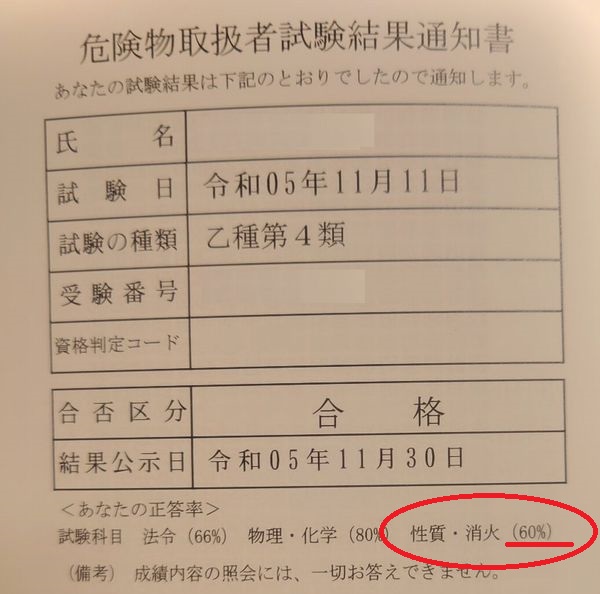 危険物取扱者試験結果通知書
あなたの試験結果は下記のとおりでしたので通知します。
氏名
試験日 令和05年11月11日
試験の種類 乙種第4類
受験番号
資格判定コード
合否区分 合格
結果公示日 令和05年11月30日
＜あなたの正答率＞
試験科目 法令（66%） 物理・化学（80%） 性質・消火（60%）
（備考） 成績内容の照会には、一切お答えできません。